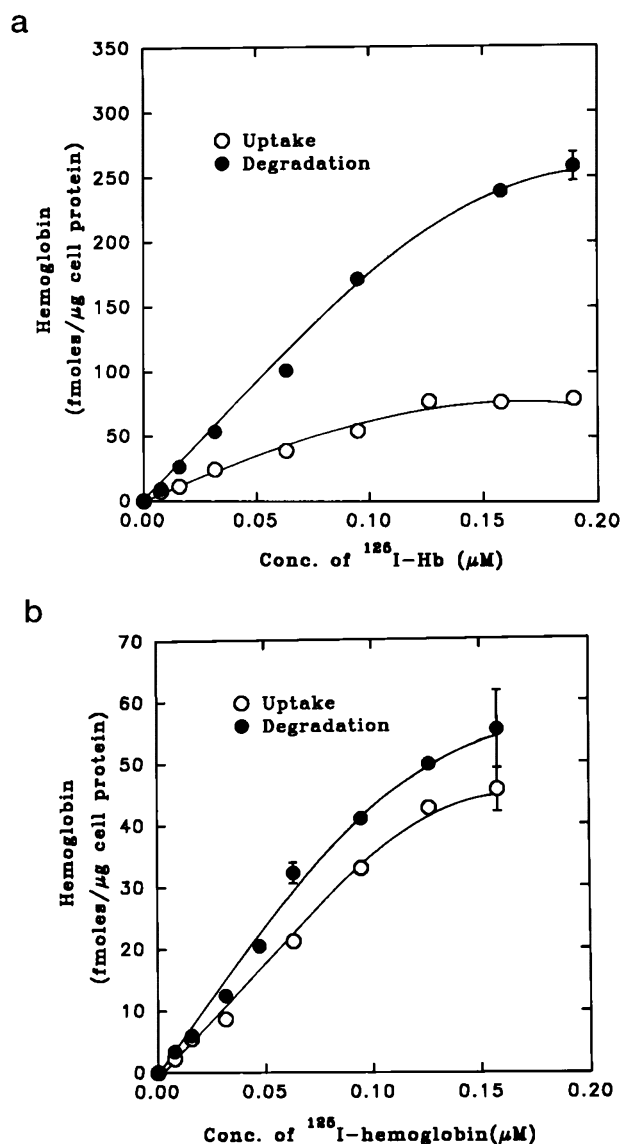 a
350
300
250
200
150
100
50
0
Hemoglobin
(fmoles/μg cell protein)
Uptake
Degradation
0.00 0.05 0.10 0.15 0.20
Conc. of ¹²⁵I-Hb (μM)
b
70
60
50
40
30
20
10
0
Hemoglobin
(fmoles/μg cell protein)
Uptake
Degradation
0.00 0.05 0.10 0.15 0.20
Conc. of ¹²⁵I-hemoglobin(μM)